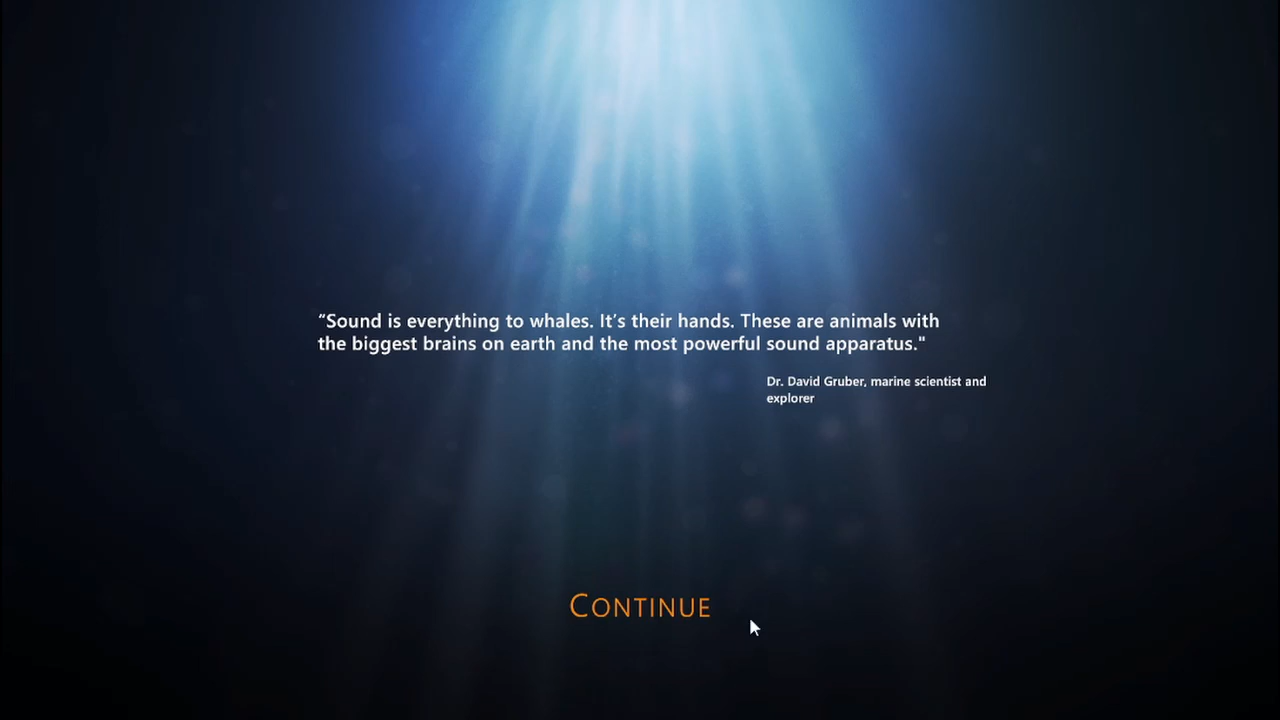 “Sound is everything to whales. It’s their hands. These are animals with
the biggest brains on earth and the most powerful sound apparatus."
Dr. David Gruber, marine scientist and
explorer
CONTINUE